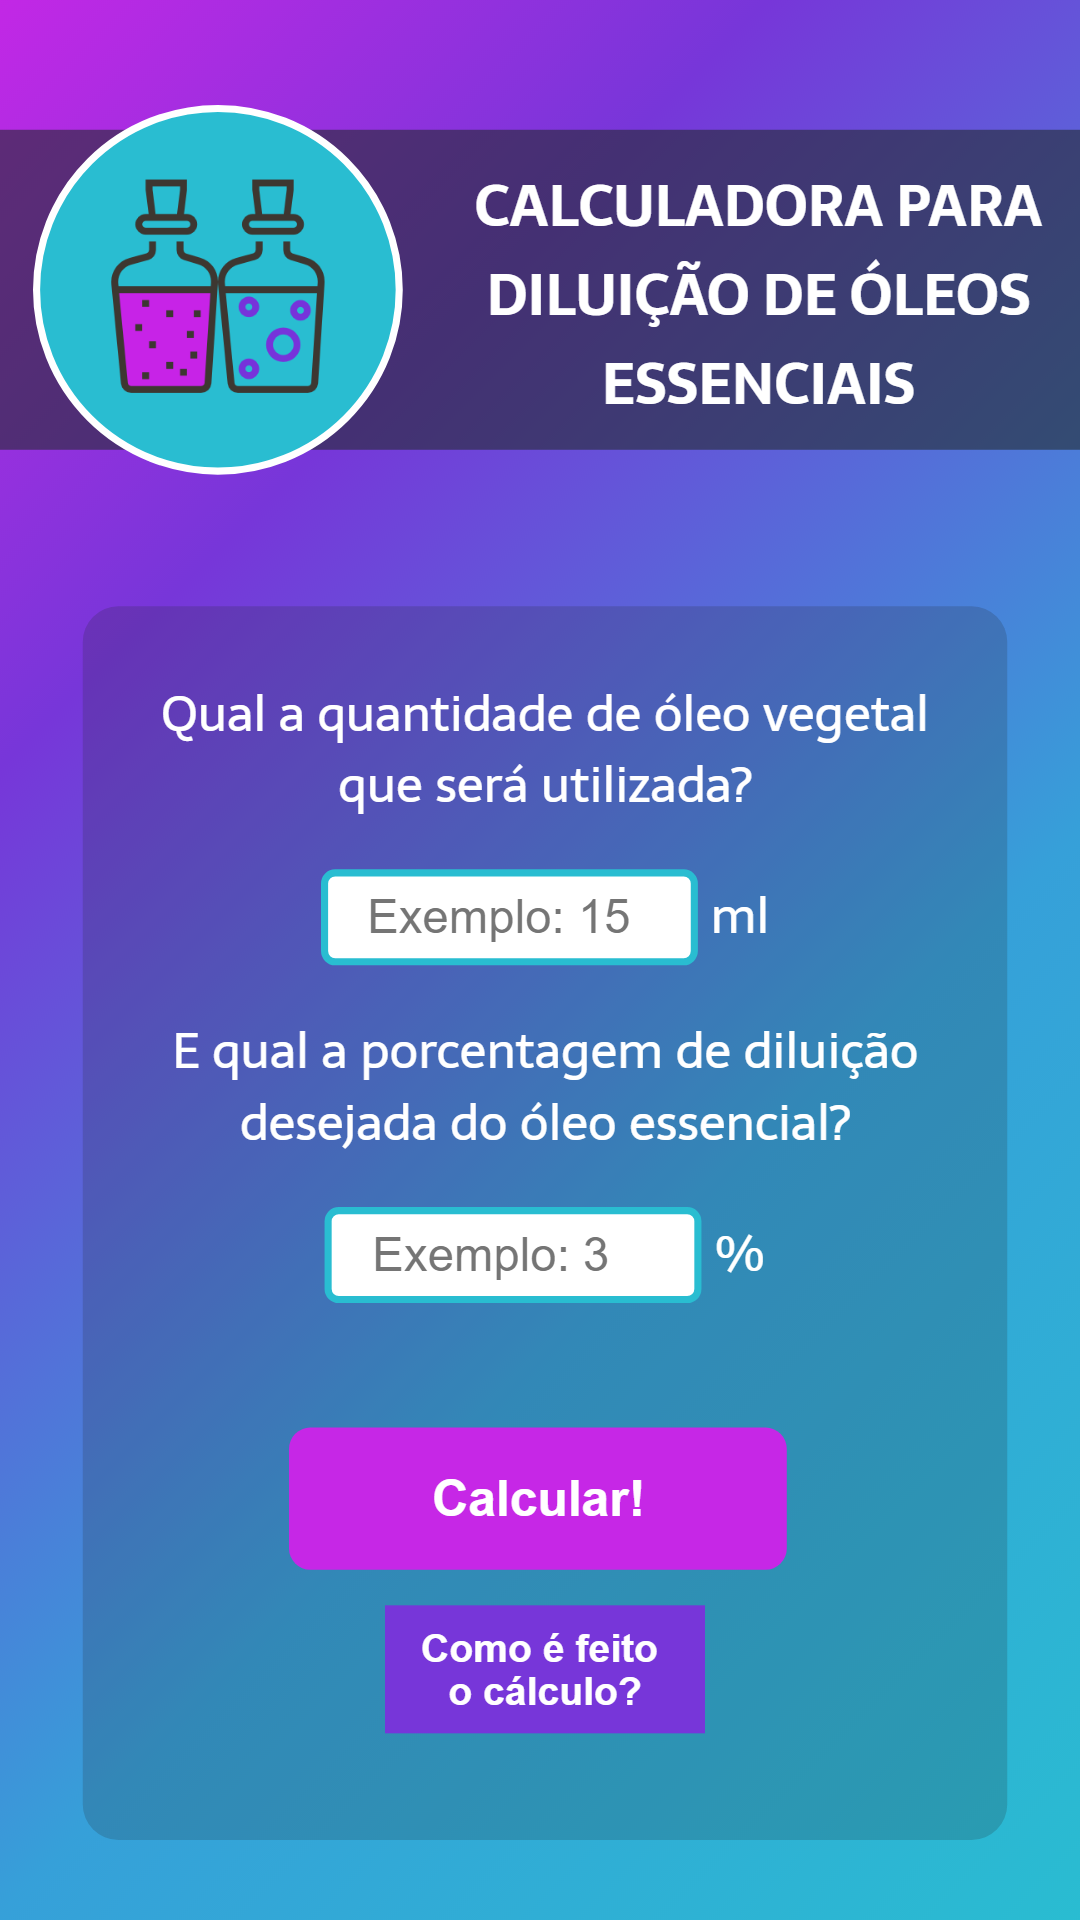 CALCULADORA PARA
DILUIÇÃO DE ÓLEOS
ESSENCIAIS
Qual a quantidade de óleo vegetal
que será utilizada?
Exemplo: 15 ml
E qual a porcentagem de diluição
desejada do óleo essencial?
Exemplo: 3 %
Calcular!
Como é feito
o cálculo?